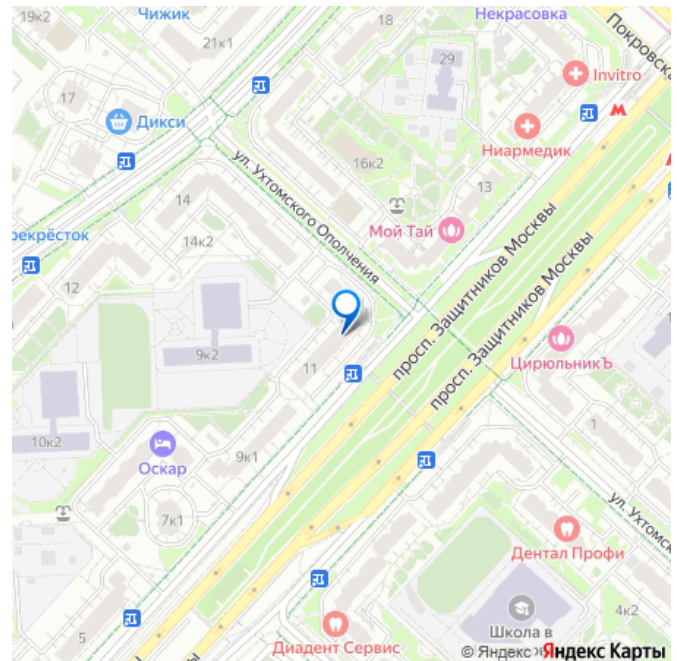 19к2
Чижик
18
Некрасовка
21к1
29
Покровска
Invitro
17
Дикси
Ниармедик
ул. Ухтомского Ополчения
16к2
13
14
Мой Тай
рекрёсток
14к2
просп. Защитников Москвы
просп. Защитников Москвы
12
9к2
11
ЦирюльникЪ
10к2
9к1
Оскар
1
7к1
ул. Ухтомск
Дентал Профи
4к2
5
Диадент Сервис
Школа в
© Яндекс Яндекс Карты